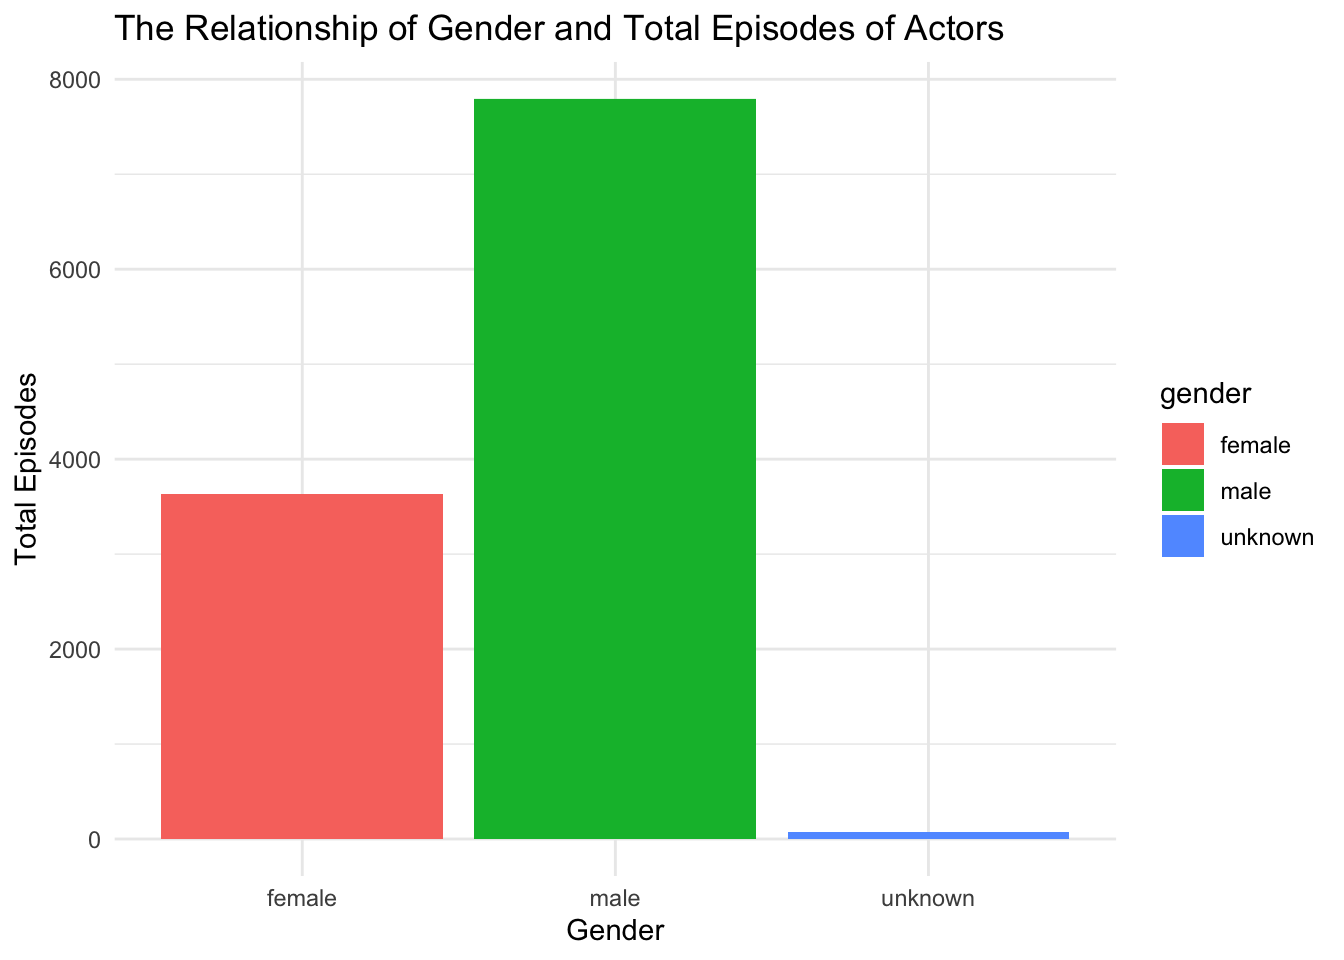 The Relationship of Gender and Total Episodes of Actors
8000
6000
4000
2000
0
Total Episodes
female
male
unknown
Gender
gender
female
male
unknown